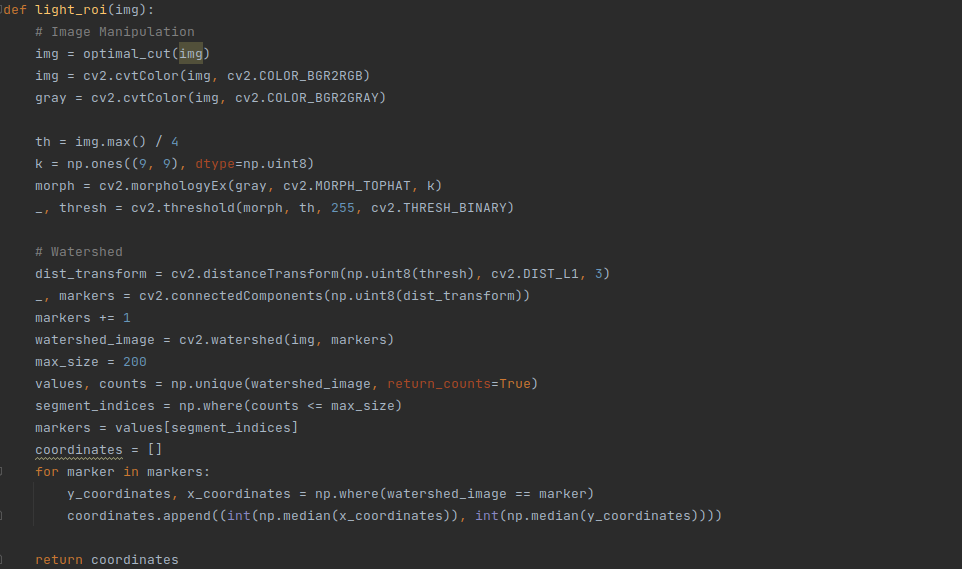 def light_roi(img):
    # Image Manipulation
    img = optimal_cut(img)
    img = cv2.cvtColor(img, cv2.COLOR_BGR2RGB)
    gray = cv2.cvtColor(img, cv2.COLOR_BGR2GRAY)

    th = img.max() / 4
    k = np.ones((9, 9), dtype=np.uint8)
    morph = cv2.morphologyEx(gray, cv2.MORPH_TOPHAT, k)
    _, thresh = cv2.threshold(morph, th, 255, cv2.THRESH_BINARY)

    # Watershed
    dist_transform = cv2.distanceTransform(np.uint8(thresh), cv2.DIST_L1, 3)
    _, markers = cv2.connectedComponents(np.uint8(dist_transform))
    markers += 1
    watershed_image = cv2.watershed(img, markers)
    max_size = 200
    values, counts = np.unique(watershed_image, return_counts=True)
    segment_indices = np.where(counts <= max_size)
    markers = values[segment_indices]
    coordinates = []
    for marker in markers:
        y_coordinates, x_coordinates = np.where(watershed_image == marker)
        coordinates.append((int(np.median(x_coordinates)), int(np.median(y_coordinates))))

    return coordinates